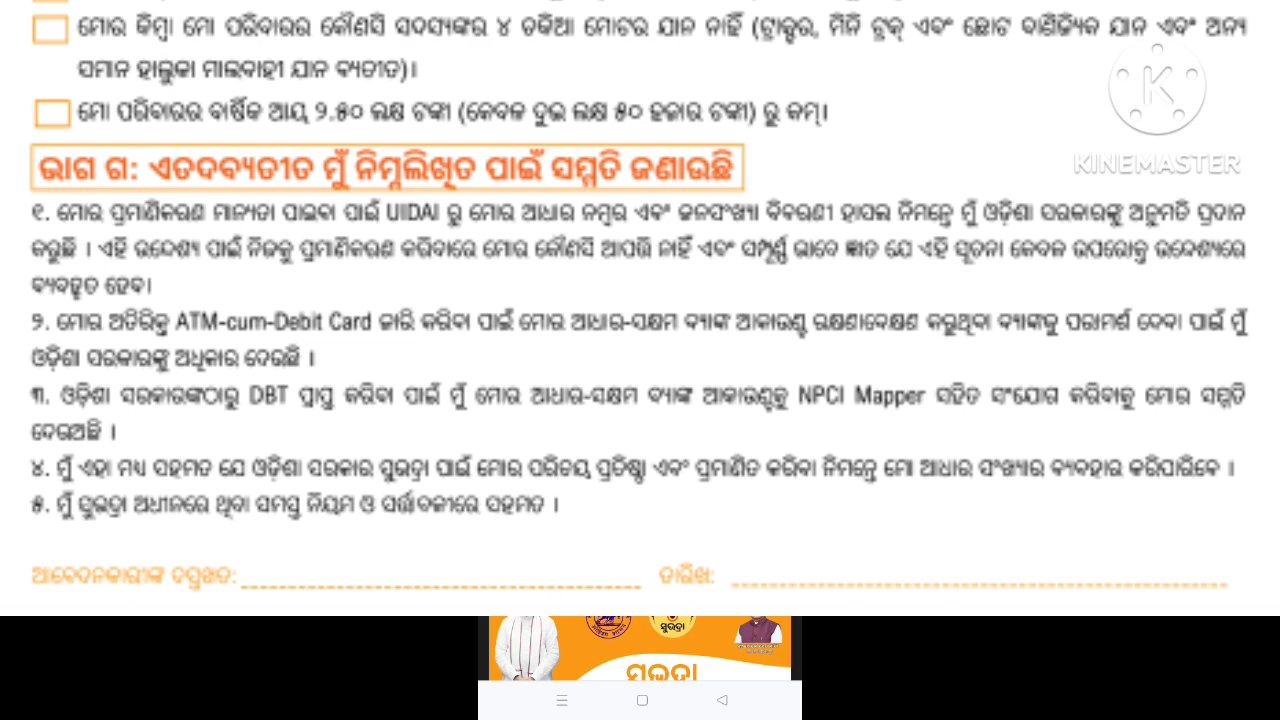 ମୋର କିମ୍ବା ମୋ ପରିବାରର କୌଣସି ସଦସ୍ୟଙ୍କର ୪ ଚକିଆ ମୋଟର ଯାନ ନାହିଁ (ଟ୍ରାକ୍ଟର, ମିନି ଟ୍ରକ୍ ଏବଂ ଛୋଟ ବାଣିଜ୍ୟିକ ଯାନ ଏବଂ ଅନ୍ୟ
ସମାନ ହାଲୁକା ମାଲବାହୀ ଯାନ ବ୍ୟତୀତ)।
ମୋ ପରିବାରର ବାର୍ଷିକ ଆୟ ୨.୫୦ ଲକ୍ଷ ଟଙ୍କା (କେବଳ ଦୁଇ ଲକ୍ଷ ୫୦ ହଜାର ଟଙ୍କା) ରୁ କମ୍।
KINEMASTER
ଭାଗ ଗ: ଏତଦବ୍ୟତୀତ ମୁଁ ନିମ୍ନଲିଖିତ ପାଇଁ ସମ୍ମତି ଜଣାଉଛି
୧. ମୋର ପ୍ରମାଣିକରଣ ମାନ୍ୟତା ପାଇବା ପାଇଁ UIDAI ରୁ ମୋର ଆଧାର ନମ୍ବର ଏବଂ ଜନସଂଖ୍ୟା ବିବରଣୀ ହାସଲ ନିମନ୍ତେ ମୁଁ ଓଡ଼ିଶା ସରକାରଙ୍କୁ ଅନୁମତି ପ୍ରଦାନ
କରୁଛି । ଏହି ଉଦ୍ଦେଶ୍ୟ ପାଇଁ ନିଜକୁ ପ୍ରମାଣିକରଣ କରିବାରେ ମୋର କୌଣସି ଆପତ୍ତି ନାହିଁ ଏବଂ ସମ୍ପୂର୍ଣ୍ଣ ଭାବେ ଜ୍ଞାତ ଯେ ଏହି ସୂଚନା କେବଳ ଉପରୋକ୍ତ ଉଦ୍ଦେଶ୍ୟରେ
ବ୍ୟବହୃତ ହେବ।
୨. ମୋର ଅତିରିକ୍ତ ATM-cum-Debit Card ଜାରି କରିବା ପାଇଁ ମୋର ଆଧାର-ସକ୍ଷମ ବ୍ୟାଙ୍କ ଆକାଉଣ୍ଟ ରକ୍ଷଣାବେକ୍ଷଣ କରୁଥିବା ବ୍ୟାଙ୍କକୁ ପରାମର୍ଶ ଦେବା ପାଇଁ ମୁଁ
ଓଡ଼ିଶା ସରକାରଙ୍କୁ ଅଧିକାର ଦେଉଛି ।
୩. ଓଡ଼ିଶା ସରକାରଙ୍କଠାରୁ DBT ପ୍ରାପ୍ତ କରିବା ପାଇଁ ମୁଁ ମୋର ଆଧାର-ସକ୍ଷମ ବ୍ୟାଙ୍କ ଆକାଉଣ୍ଟକୁ NPCI Mapper ସହିତ ସଂଯୋଗ କରିବାକୁ ମୋର ସମ୍ମତି
ଦେଉଅଛି ।
୪. ମୁଁ ଏହା ମଧ୍ୟ ସହମତ ଯେ ଓଡ଼ିଶା ସରକାର ସୁଭଦ୍ରା ପାଇଁ ମୋର ପରିଚୟ ପ୍ରତିଷ୍ଠା ଏବଂ ପ୍ରମାଣିତ କରିବା ନିମନ୍ତେ ମୋ ଆଧାର ସଂଖ୍ୟାର ବ୍ୟବହାର କରିପାରିବେ ।
୫. ମୁଁ ସୁଭଦ୍ରା ଅଧୀନରେ ଥିବା ସମସ୍ତ ନିୟମ ଓ ସର୍ତ୍ତାବଳୀରେ ସହମତ ।
ଆବେଦନକାରୀଙ୍କ ଦସ୍ତଖତ: ତାରିଖ:
ସୁଭଦ୍ରା
ସୁଭଦ୍ରା